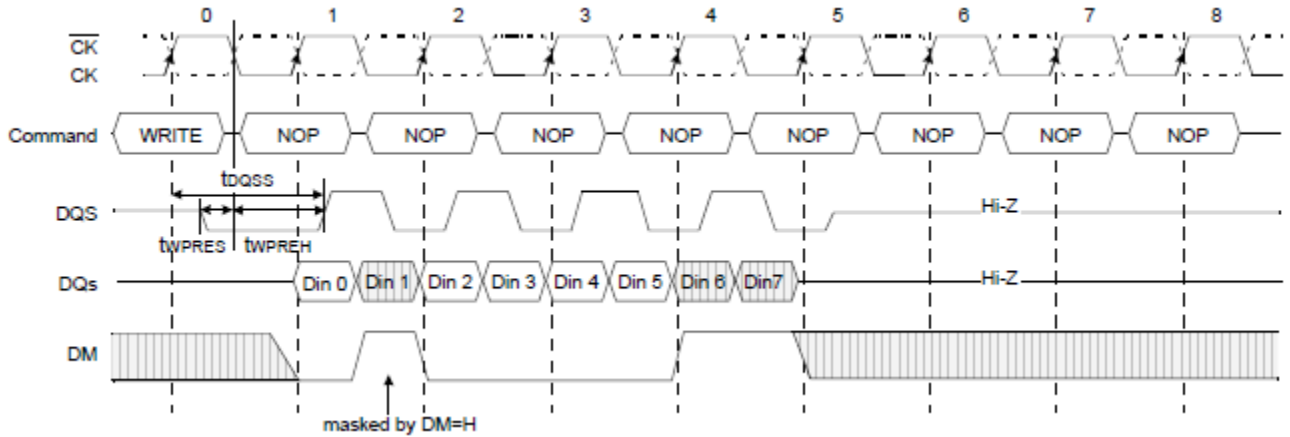 0 1 2 3 4 5 6 7 8
CK
CK
Command WRITE NOP NOP NOP NOP NOP NOP NOP NOP
tDQSS
DQS Hi-Z
tWPRES tWPREH
DQs Din 0 Din 1 Din 2 Din 3 Din 4 Din 5 Din 6 Din7 Hi-Z
DM
masked by DM=H